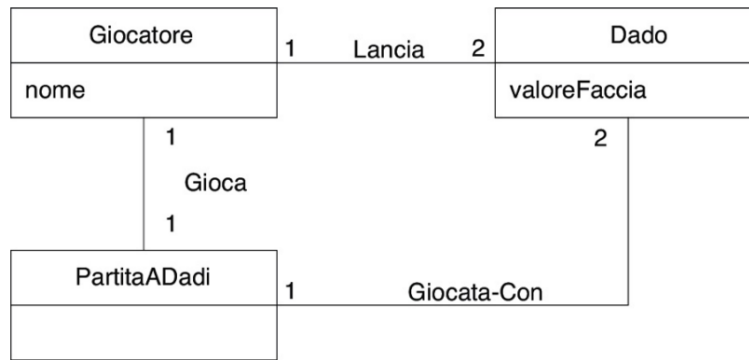 Giocatore
1 Lancia 2
Dado
nome
valoreFaccia
1
2
Gioca
1
PartitaADadi
1 Giocata-Con